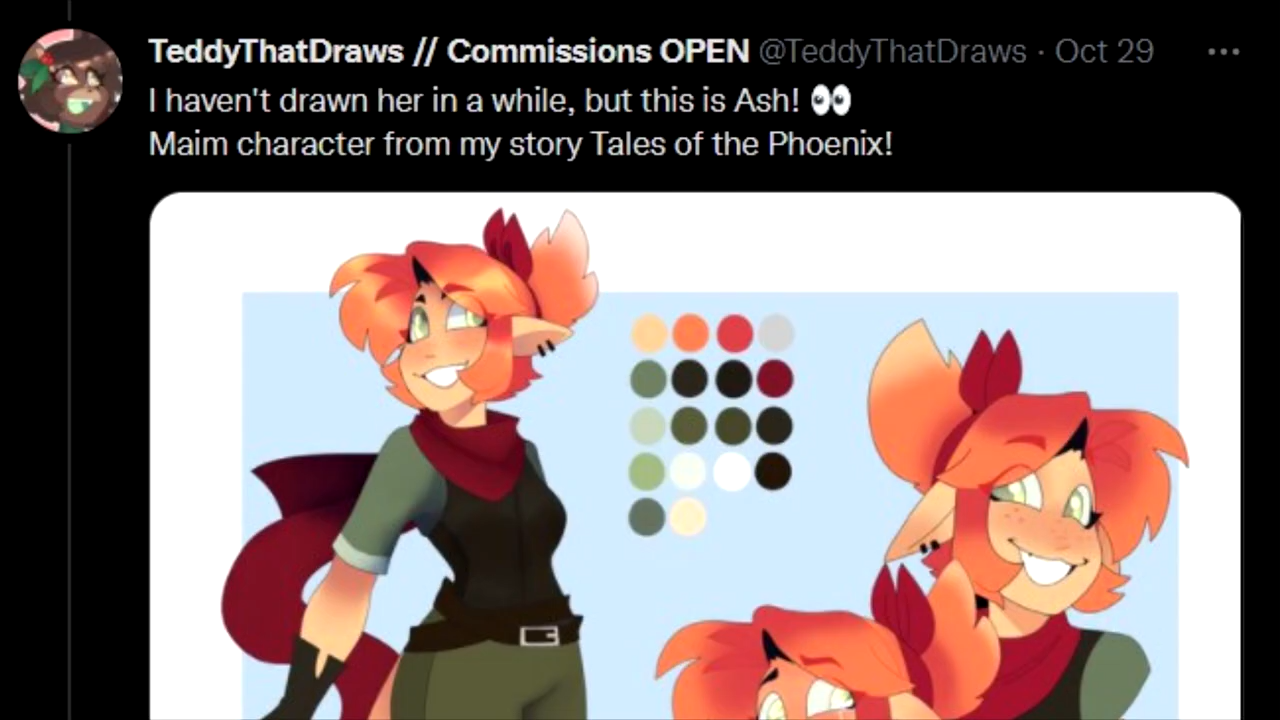 TeddyThatDraws // Commissions OPEN @TeddyThatDraws · Oct 29
I haven't drawn her in a while, but this is Ash! 👀
Maim character from my story Tales of the Phoenix!